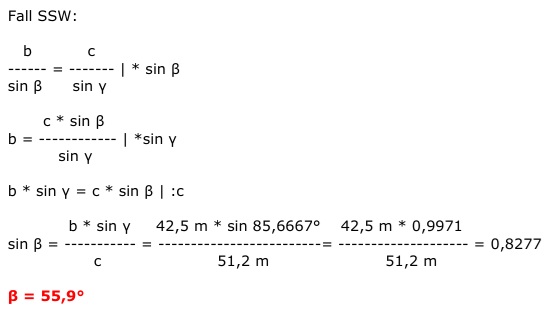 Fall SSW:
b c
------ = ------- | * sin β
sin β sin γ
c * sin β
b = ------------ | *sin γ
sin γ
b * sin γ = c * sin β | :c
b * sin γ 42,5 m * sin 85,6667° 42,5 m * 0,9971
sin β = ----------- = -------------------------= -------------------- = 0,8277
c 51,2 m 51,2 m
β = 55,9°